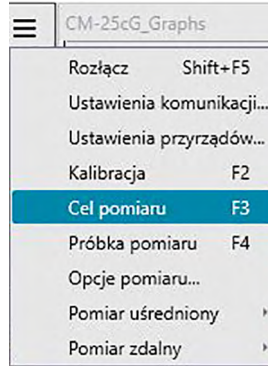 CM-25cG_Graphs
Rozłącz Shift+F5
Ustawienia komunikacji...
Ustawienia przyrządów...
Kalibracja F2
Cel pomiaru F3
Próbka pomiaru F4
Opcje pomiaru...
Pomiar uśredniony
Pomiar zdalny